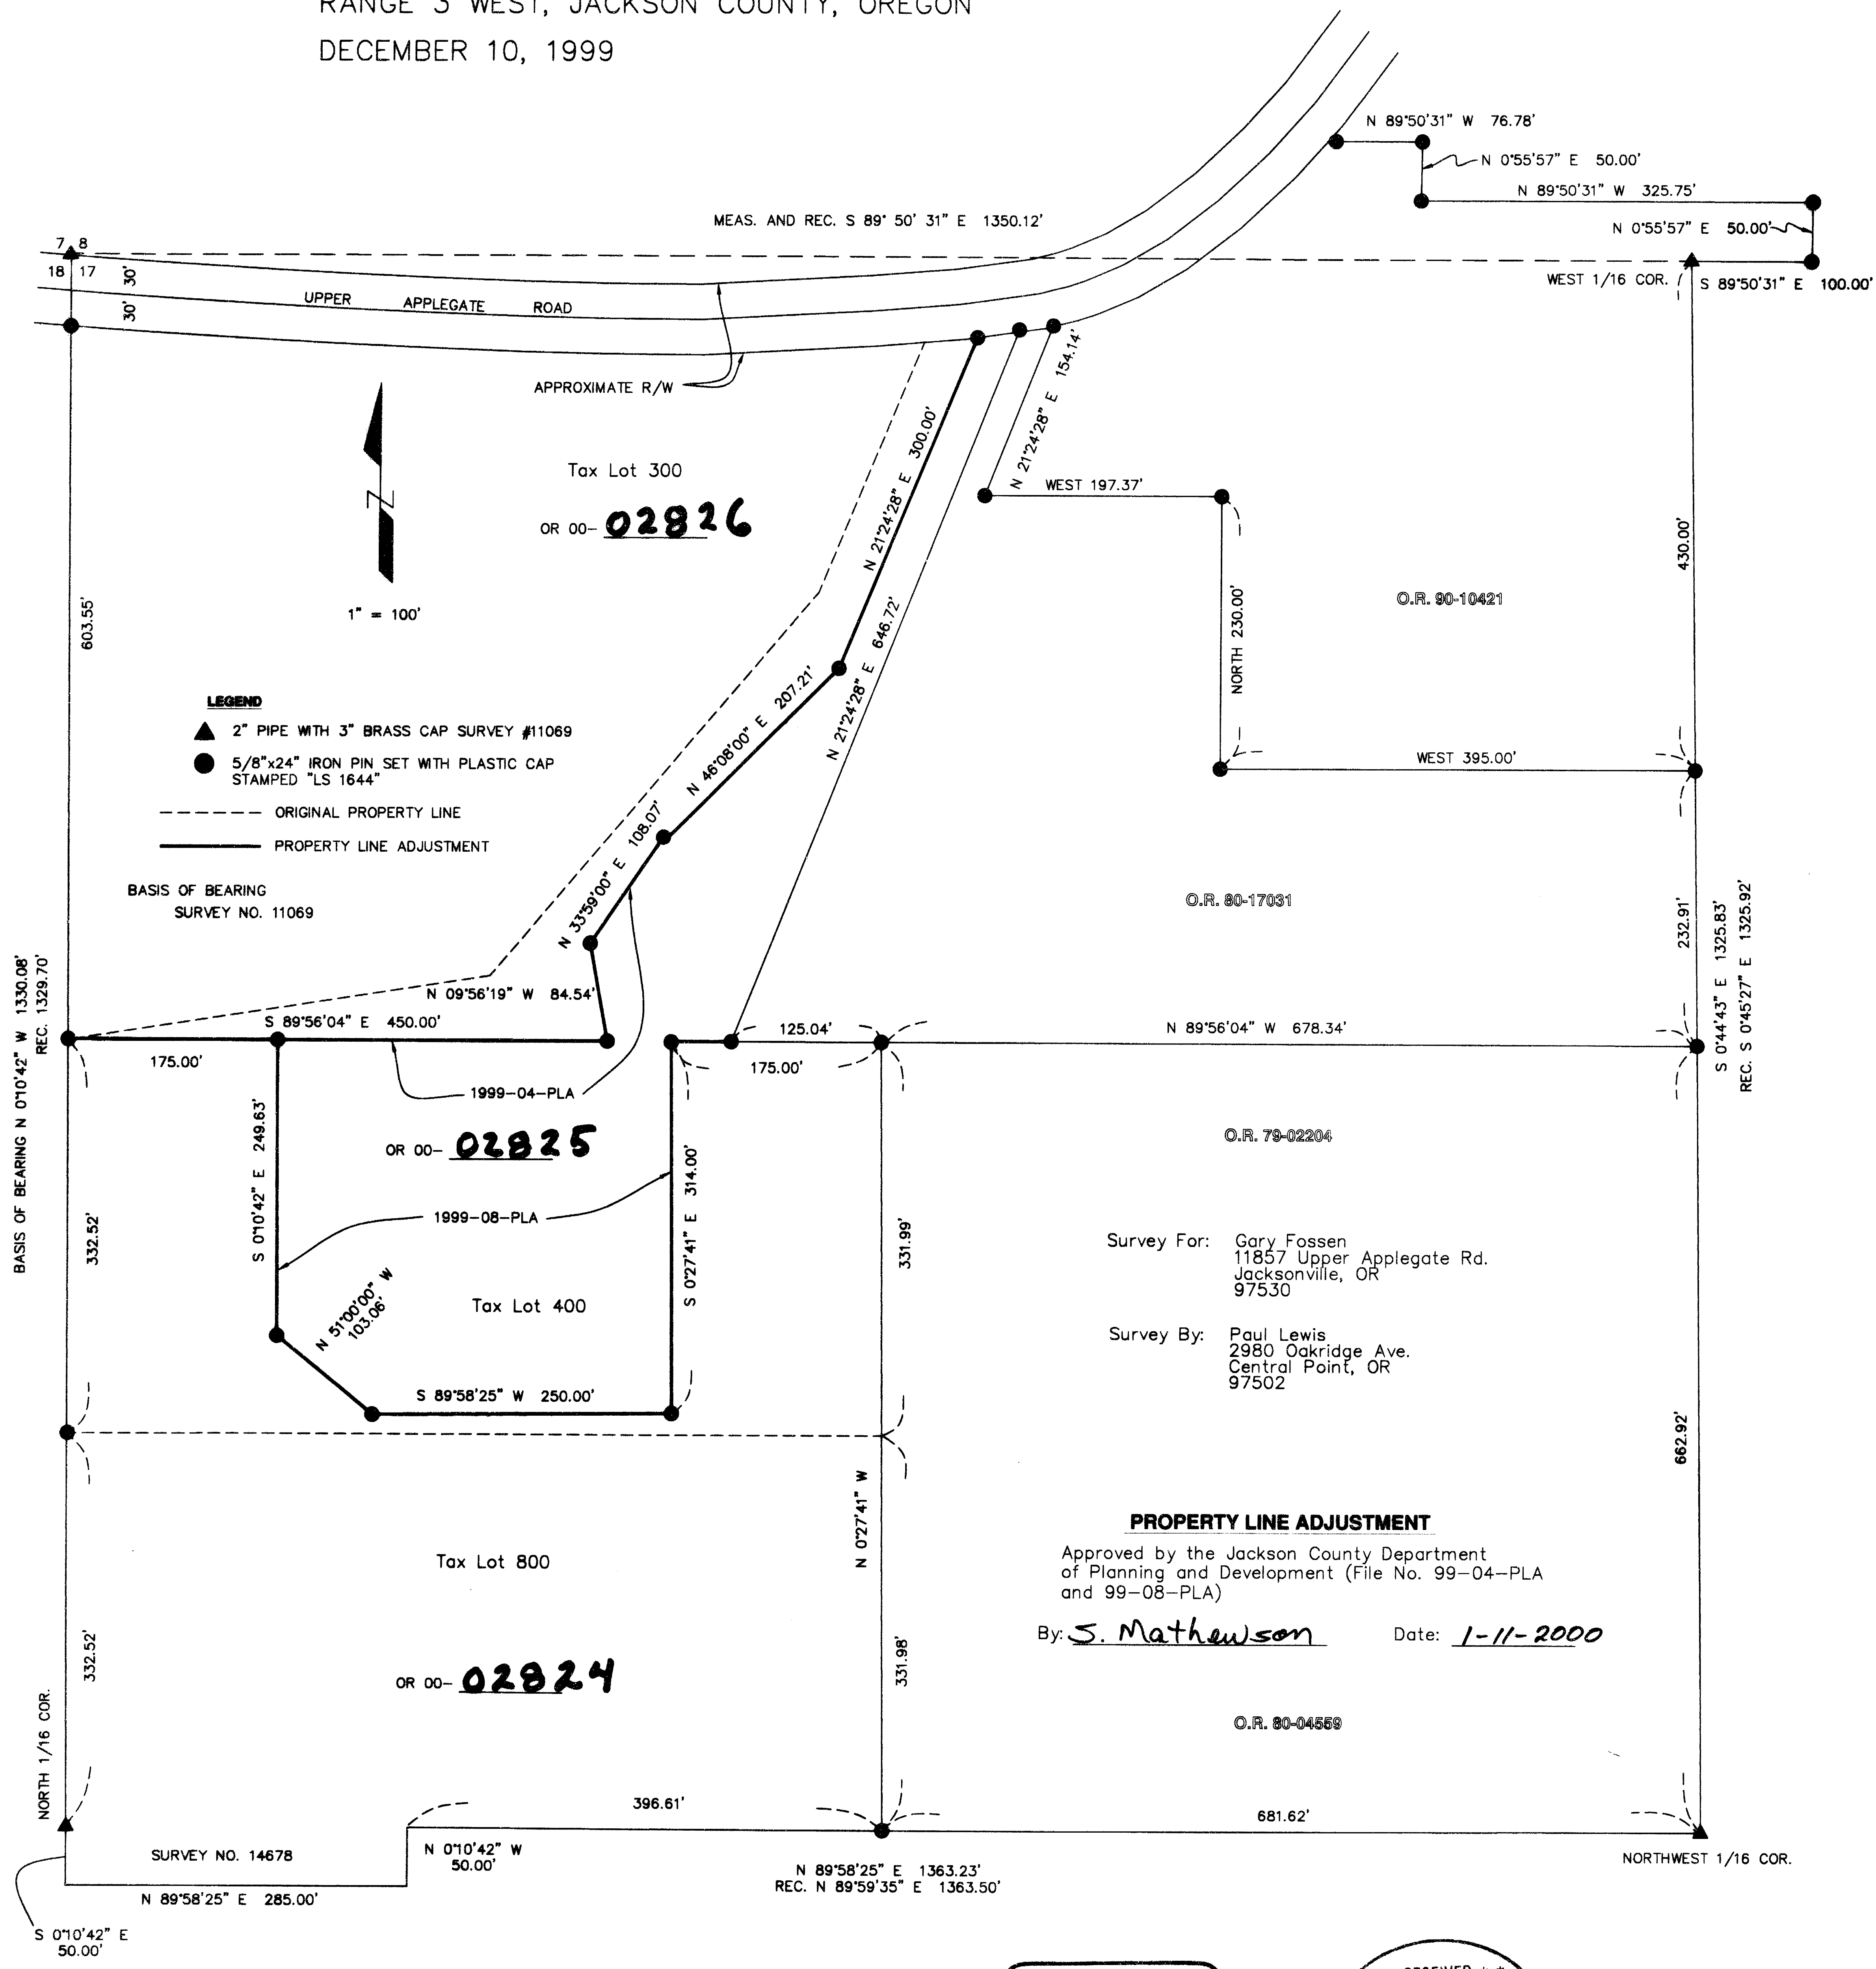 RANGE 3 WEST, JACKSON COUNTY, OREGON
DECEMBER 10, 1999
N 89°50'31" W 76.78'
N 0°55'57" E 50.00'
N 89°50'31" W 325.75'
N 0°55'57" E 50.00'
MEAS. AND REC. S 89° 50' 31" E 1350.12'
7 8
18 17
30'
30'
UPPER APPLEGATE ROAD
WEST 1/16 COR.
S 89°50'31" E 100.00'
APPROXIMATE R/W
N 21°24'28" E 154.14'
N 21°24'28" E 300.00'
WEST 197.37'
Tax Lot 300
OR 00- 02826
1" = 100'
N
603.55'
430.00'
O.R. 90-10421
NORTH 230.00'
N 21°24'28" E 646.72'
N 46°08'00" E 207.21'
LEGEND
2" PIPE WITH 3" BRASS CAP SURVEY #11069
5/8"x24" IRON PIN SET WITH PLASTIC CAP
STAMPED "LS 1644"
ORIGINAL PROPERTY LINE
PROPERTY LINE ADJUSTMENT
WEST 395.00'
BASIS OF BEARING
SURVEY NO. 11069
N 33°59'00" E 108.07'
O.R. 80-17031
232.91'
S 0°44'43" E 1325.83'
REC. S 0°45'27" E 1325.92'
BASIS OF BEARING N 0°10'42" W 1330.08'
REC. 1329.70'
N 09°56'19" W 84.54'
S 89°56'04" E 450.00'
175.00'
125.04'
175.00'
N 89°56'04" W 678.34'
1999-04-PLA
OR 00- 02825
S 0°10'42" E 249.63'
S 0°27'41" E 314.00'
1999-08-PLA
332.52'
331.99'
O.R. 79-02204
N 51°00'00" W
103.06'
Tax Lot 400
S 89°58'25" W 250.00'
Survey For: Gary Fossen
11857 Upper Applegate Rd.
Jacksonville, OR
97530
Survey By: Paul Lewis
2980 Oakridge Ave.
Central Point, OR
97502
662.92'
N 0°27'41" W
Tax Lot 800
PROPERTY LINE ADJUSTMENT
Approved by the Jackson County Department
of Planning and Development (File No. 99-04-PLA
and 99-08-PLA)
By: S. Mathewson Date: 1-11-2000
332.52'
331.98'
OR 00- 02824
O.R. 80-04559
NORTH 1/16 COR.
396.61'
681.62'
SURVEY NO. 14678
N 0°10'42" W
50.00'
N 89°58'25" E 1363.23'
REC. N 89°59'35" E 1363.50'
NORTHWEST 1/16 COR.
N 89°58'25" E 285.00'
S 0°10'42" E
50.00'